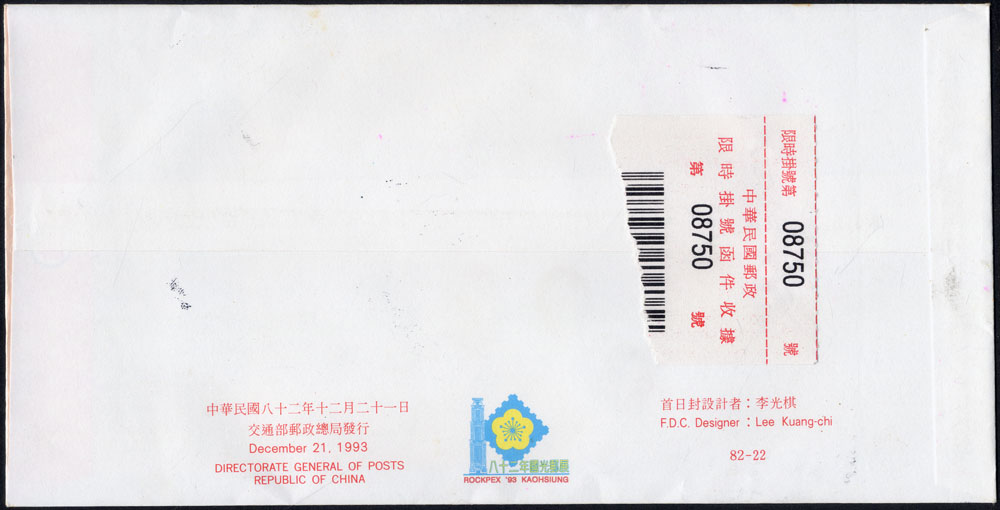 限時掛號第 08750 號
中華民國郵政
限時掛號函件收據
第 08750 號
中華民國八十二年十二月二十一日
交通部郵政總局發行
December 21, 1993
DIRECTORATE GENERAL OF POSTS
REPUBLIC OF CHINA
八十二年國光郵展
ROCKPEX '93 KAOHSIUNG
首日封設計者：李光棋
F.D.C. Designer : Lee Kuang-chi
82-22